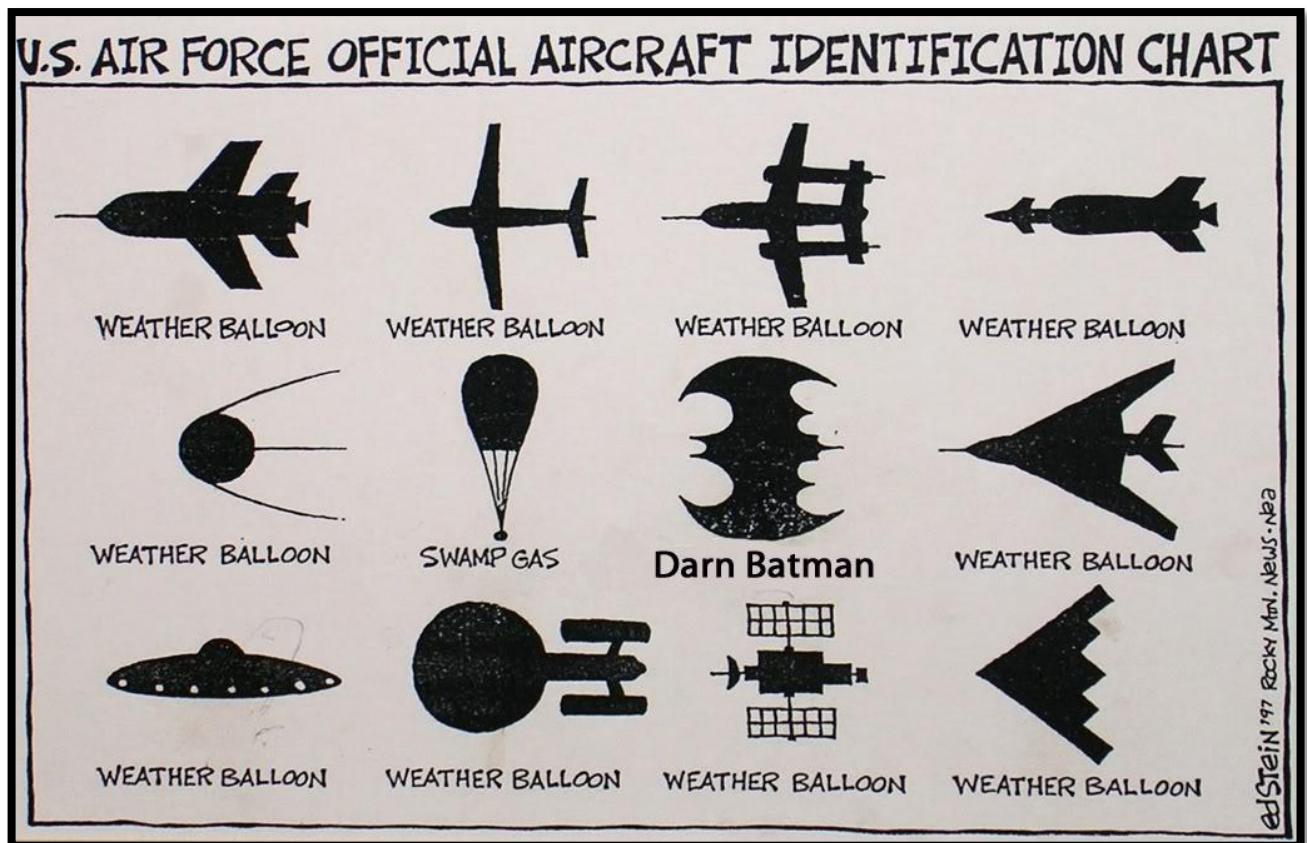 U.S. AIR FORCE OFFICIAL AIRCRAFT IDENTIFICATION CHART
WEATHER BALLOON
WEATHER BALLOON
WEATHER BALLOON
WEATHER BALLOON
WEATHER BALLOON
SWAMP GAS
Darn Batman
WEATHER BALLOON
WEATHER BALLOON
WEATHER BALLOON
WEATHER BALLOON
WEATHER BALLOON
edSTEiN '97 ROCKY MTN. NEWS · NEA